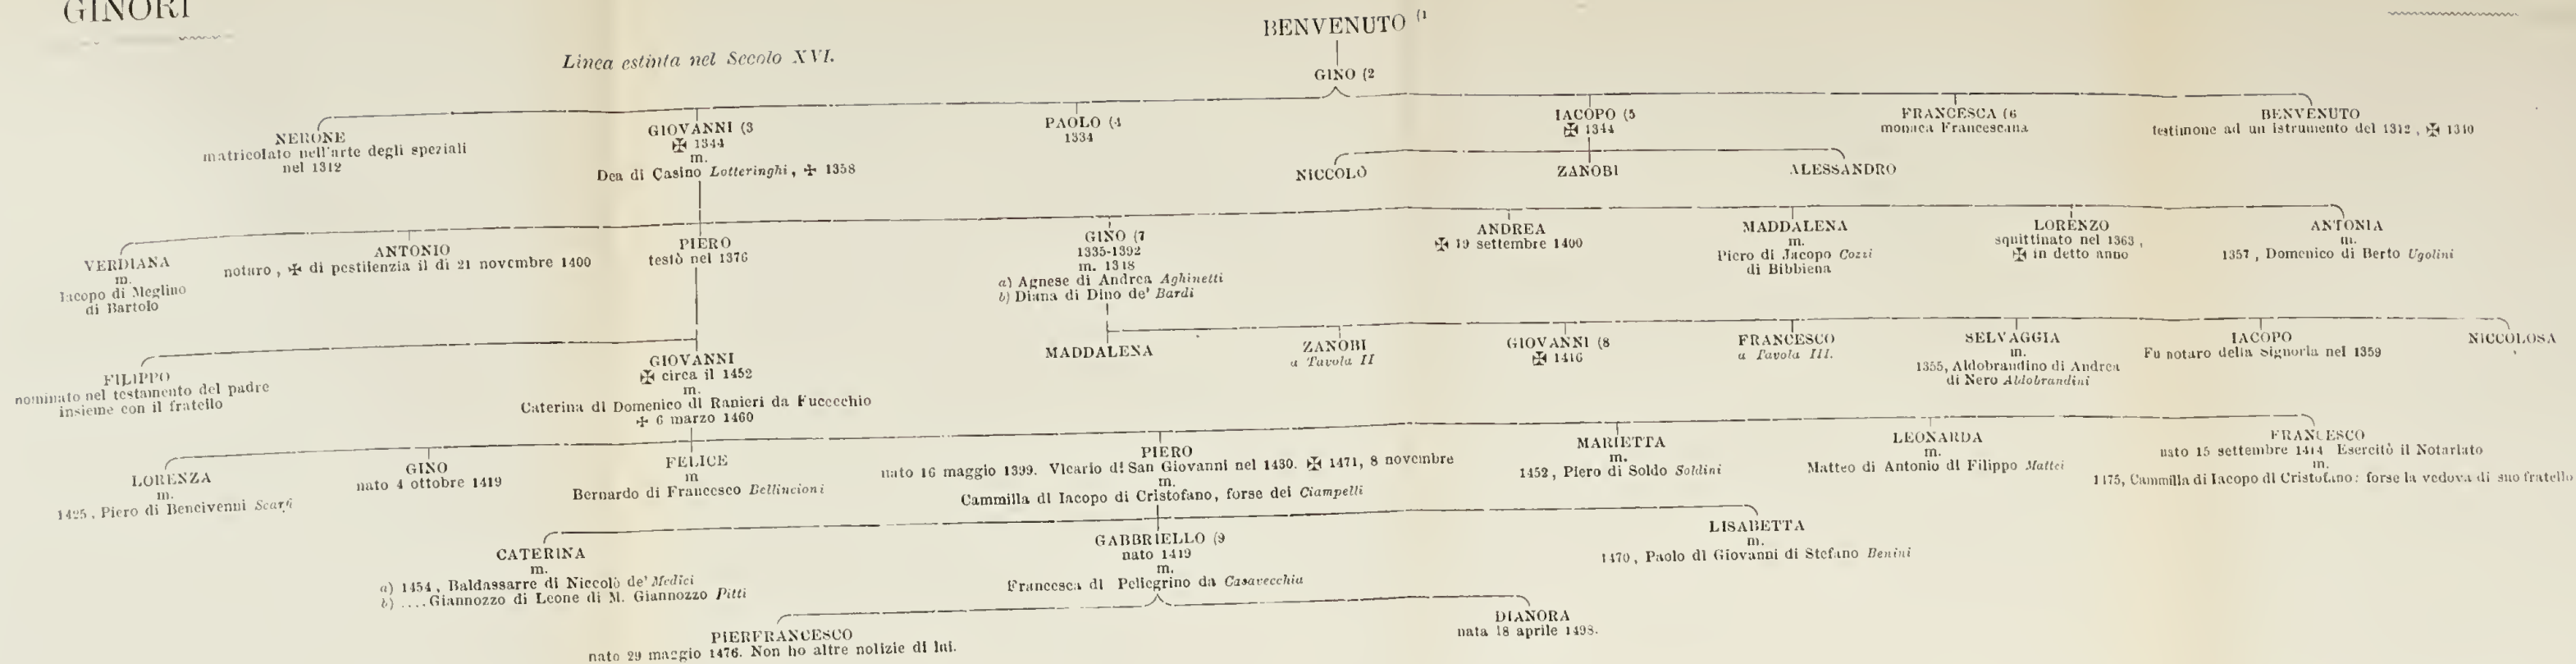 GINORI
Linea estinta nel Secolo XVI.
BENVENUTO (1
GINO (2
NERONE
matricolato nell'arte degli speziali
nel 1312
GIOVANNI (3
✠ 1344
m.
Dea di Casino Lotteringhi, ✠ 1358
PAOLO (4
1334
IACOPO (5
✠ 1344
FRANCESCA (6
monaca Francescana
BENVENUTO
testimone ad un istrumento del 1312, ✠ 1340
NICCOLÒ
ZANOBI
ALESSANDRO
VERDIANA
m.
Iacopo di Meglino
di Bartolo
ANTONIO
notaro, ✠ di pestilenzia il di 21 novembre 1400
PIERO
testò nel 1376
GINO (7
1335-1392
m. 1348
a) Agnese di Andrea Aghinetti
b) Diana di Dino de' Bardi
ANDREA
✠ 19 settembre 1400
MADDALENA
m.
Piero di Jacopo Cozzi
di Bibbiena
LORENZO
squittinato nel 1363,
✠ in detto anno
ANTONIA
m.
1357, Domenico di Berto Ugolini
FILIPPO
nominato nel testamento del padre
insieme con il fratello
GIOVANNI
✠ circa il 1452
m.
Caterina di Domenico di Ranieri da Fucecchio
✠ 6 marzo 1460
MADDALENA
ZANOBI
a Tavola II
GIOVANNI (8
✠ 1416
FRANCESCO
a Tavola III.
SELVAGGIA
m.
1355, Aldobrandino di Andrea
di Nero Aldobrandini
IACOPO
Fu notaro della Signoria nel 1359
NICCOLOSA
LORENZA
m.
1425, Piero di Bencivenni Scarfi
GINO
nato 4 ottobre 1419
FELICE
m
Bernardo di Francesco Bellincioni
PIERO
nato 16 maggio 1399. Vicario di San Giovanni nel 1430. ✠ 1471, 8 novembre
m.
Cammilla di Iacopo di Cristofano, forse dei Ciampelli
MARIETTA
m.
1452, Piero di Soldo Soldini
LEONARDA
m.
Matteo di Antonio di Filippo Mattei
FRANCESCO
nato 15 settembre 1414 Esercitò il Notariato
m.
1475, Cammilla di Iacopo di Cristofano: forse la vedova di suo fratello
CATERINA
m.
a) 1454, Baldassarre di Niccolò de' Medici
b) ....Giannozzo di Leone di M. Giannozzo Pitti
GABBRIELLO (9
nato 1419
m.
Francesca di Pellegrino da Casavecchia
LISABETTA
m.
1470, Paolo di Giovanni di Stefano Benini
PIERFRANCESCO
nato 29 maggio 1476. Non ho altre notizie di lui.
DIANORA
nata 18 aprile 1498.